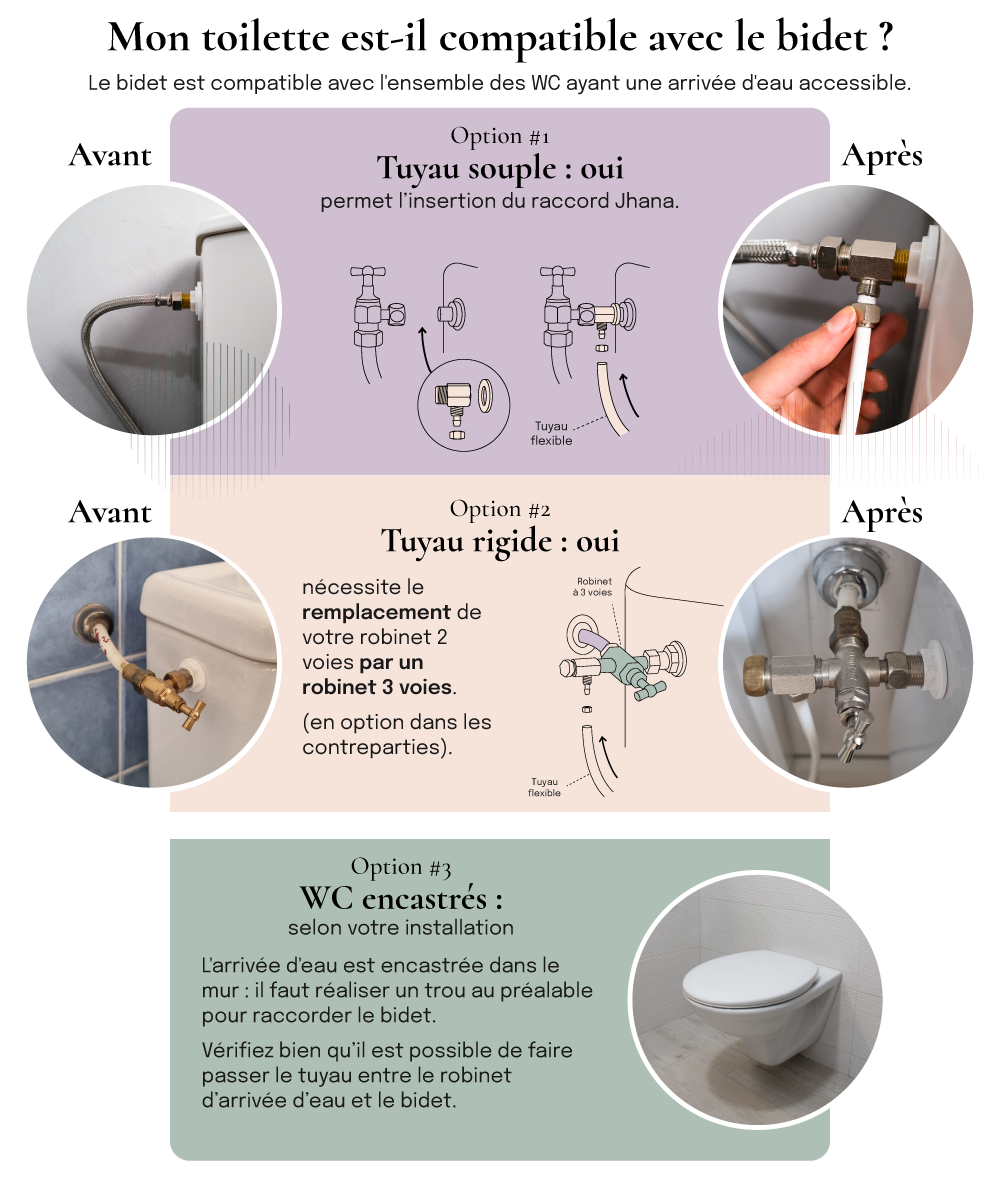 Mon toilette est-il compatible avec le bidet ?
Le bidet est compatible avec l'ensemble des WC ayant une arrivée d'eau accessible.
Avant
Option #1
Tuyau souple : oui
permet l'insertion du raccord Jhana.
Après
Tuyau
flexible
Avant
Option #2
Tuyau rigide : oui
Après
nécessite le
remplacement de
votre robinet 2
voies par un
robinet 3 voies.
(en option dans les
contreparties).
Robinet
à 3 voies
Tuyau
flexible
Option #3
WC encastrés :
selon votre installation
L'arrivée d'eau est encastrée dans le
mur : il faut réaliser un trou au préalable
pour raccorder le bidet.
Vérifiez bien qu'il est possible de faire
passer le tuyau entre le robinet
d'arrivée d'eau et le bidet.